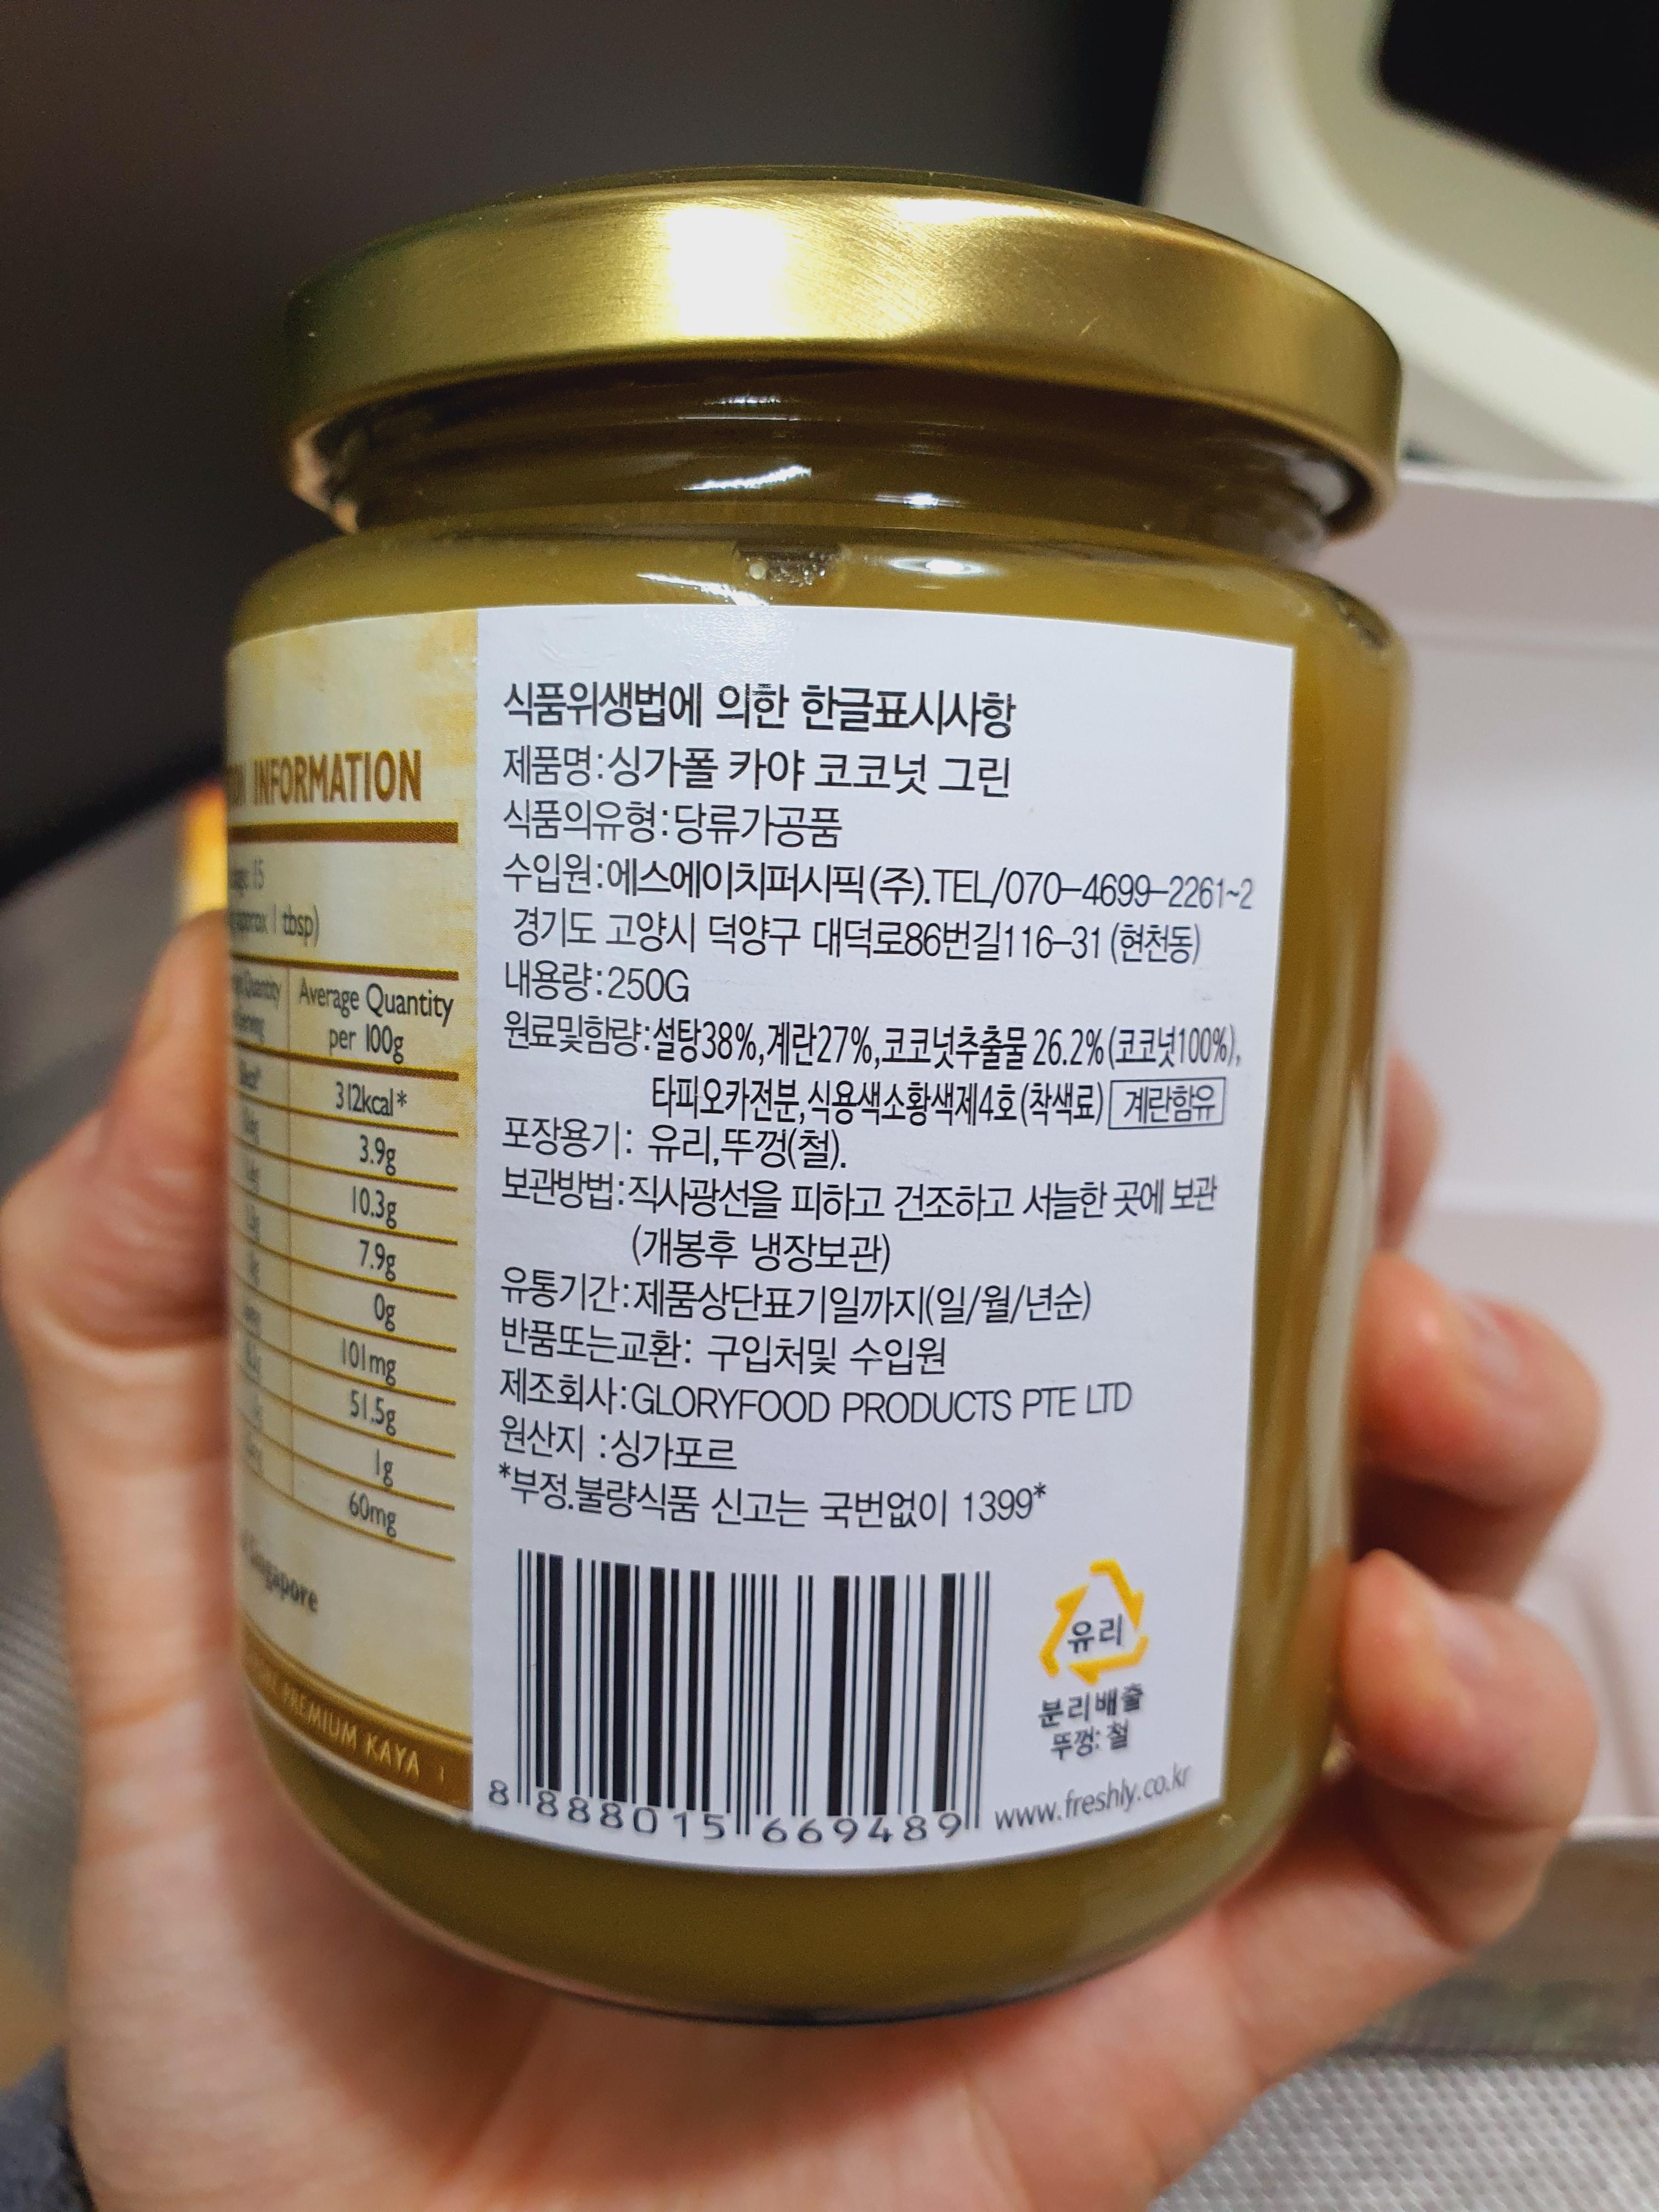 INFORMATION
15
approx 1 tbsp)
Average Quantity
per 100g
312kcal*
3.9g
10.3g
7.9g
0g
101mg
51.5g
1g
60mg
Singapore
PREMIUM KAYA
식품위생법에 의한 한글표시사항
제품명:싱가폴 카야 코코넛 그린
식품의유형:당류가공품
수입원:에스에이치퍼시픽(주).TEL/070-4699-2261~2
경기도 고양시 덕양구 대덕로86번길116-31(현천동)
내용량:250G
원료및함량:설탕38%,계란27%,코코넛추출물 26.2%(코코넛100%),
타피오카전분,식용색소황색제4호(착색료) 계란함유
포장용기: 유리,뚜껑(철).
보관방법:직사광선을 피하고 건조하고 서늘한 곳에 보관
(개봉후 냉장보관)
유통기간:제품상단표기일까지(일/월/년순)
반품또는교환: 구입처및 수입원
제조회사:GLORYFOOD PRODUCTS PTE LTD
원산지 :싱가포르
*부정.불량식품 신고는 국번없이 1399*
유리
분리배출
뚜껑:철
8 888015 669489
www.freshly.co.kr